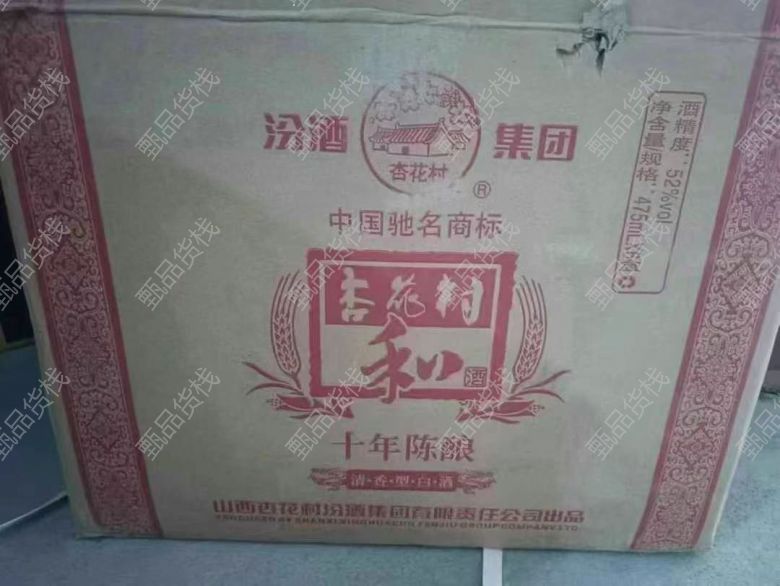 汾酒 集团
杏花村
®
中国驰名商标
杏花村
和
酒
十年陈酿
清·香·型·白·酒
山西杏花村汾酒集团有限责任公司出品
酒精度：52%vol
净含量/规格：475mL
甄品货栈